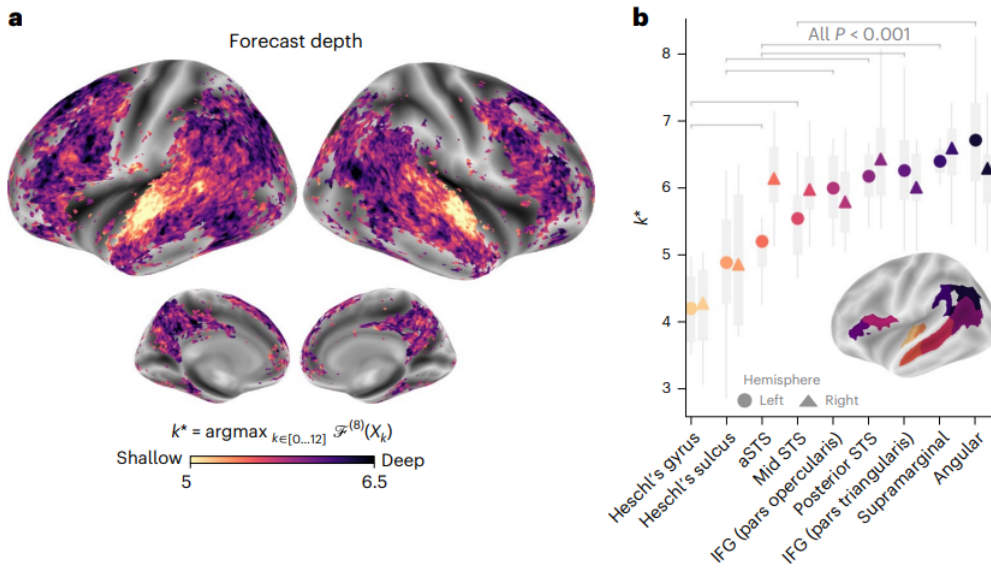 a
Forecast depth
k* = argmax k∈[0...12] ℱ(8)(Xk)
Shallow Deep
5 6.5
b
All P < 0.001
8
7
6
5
4
3
k*
Hemisphere
Left Right
Heschl's gyrus
Heschl's sulcus
aSTS
Mid STS
IFG (pars opercularis)
Posterior STS
IFG (pars triangularis)
Supramarginal
Angular